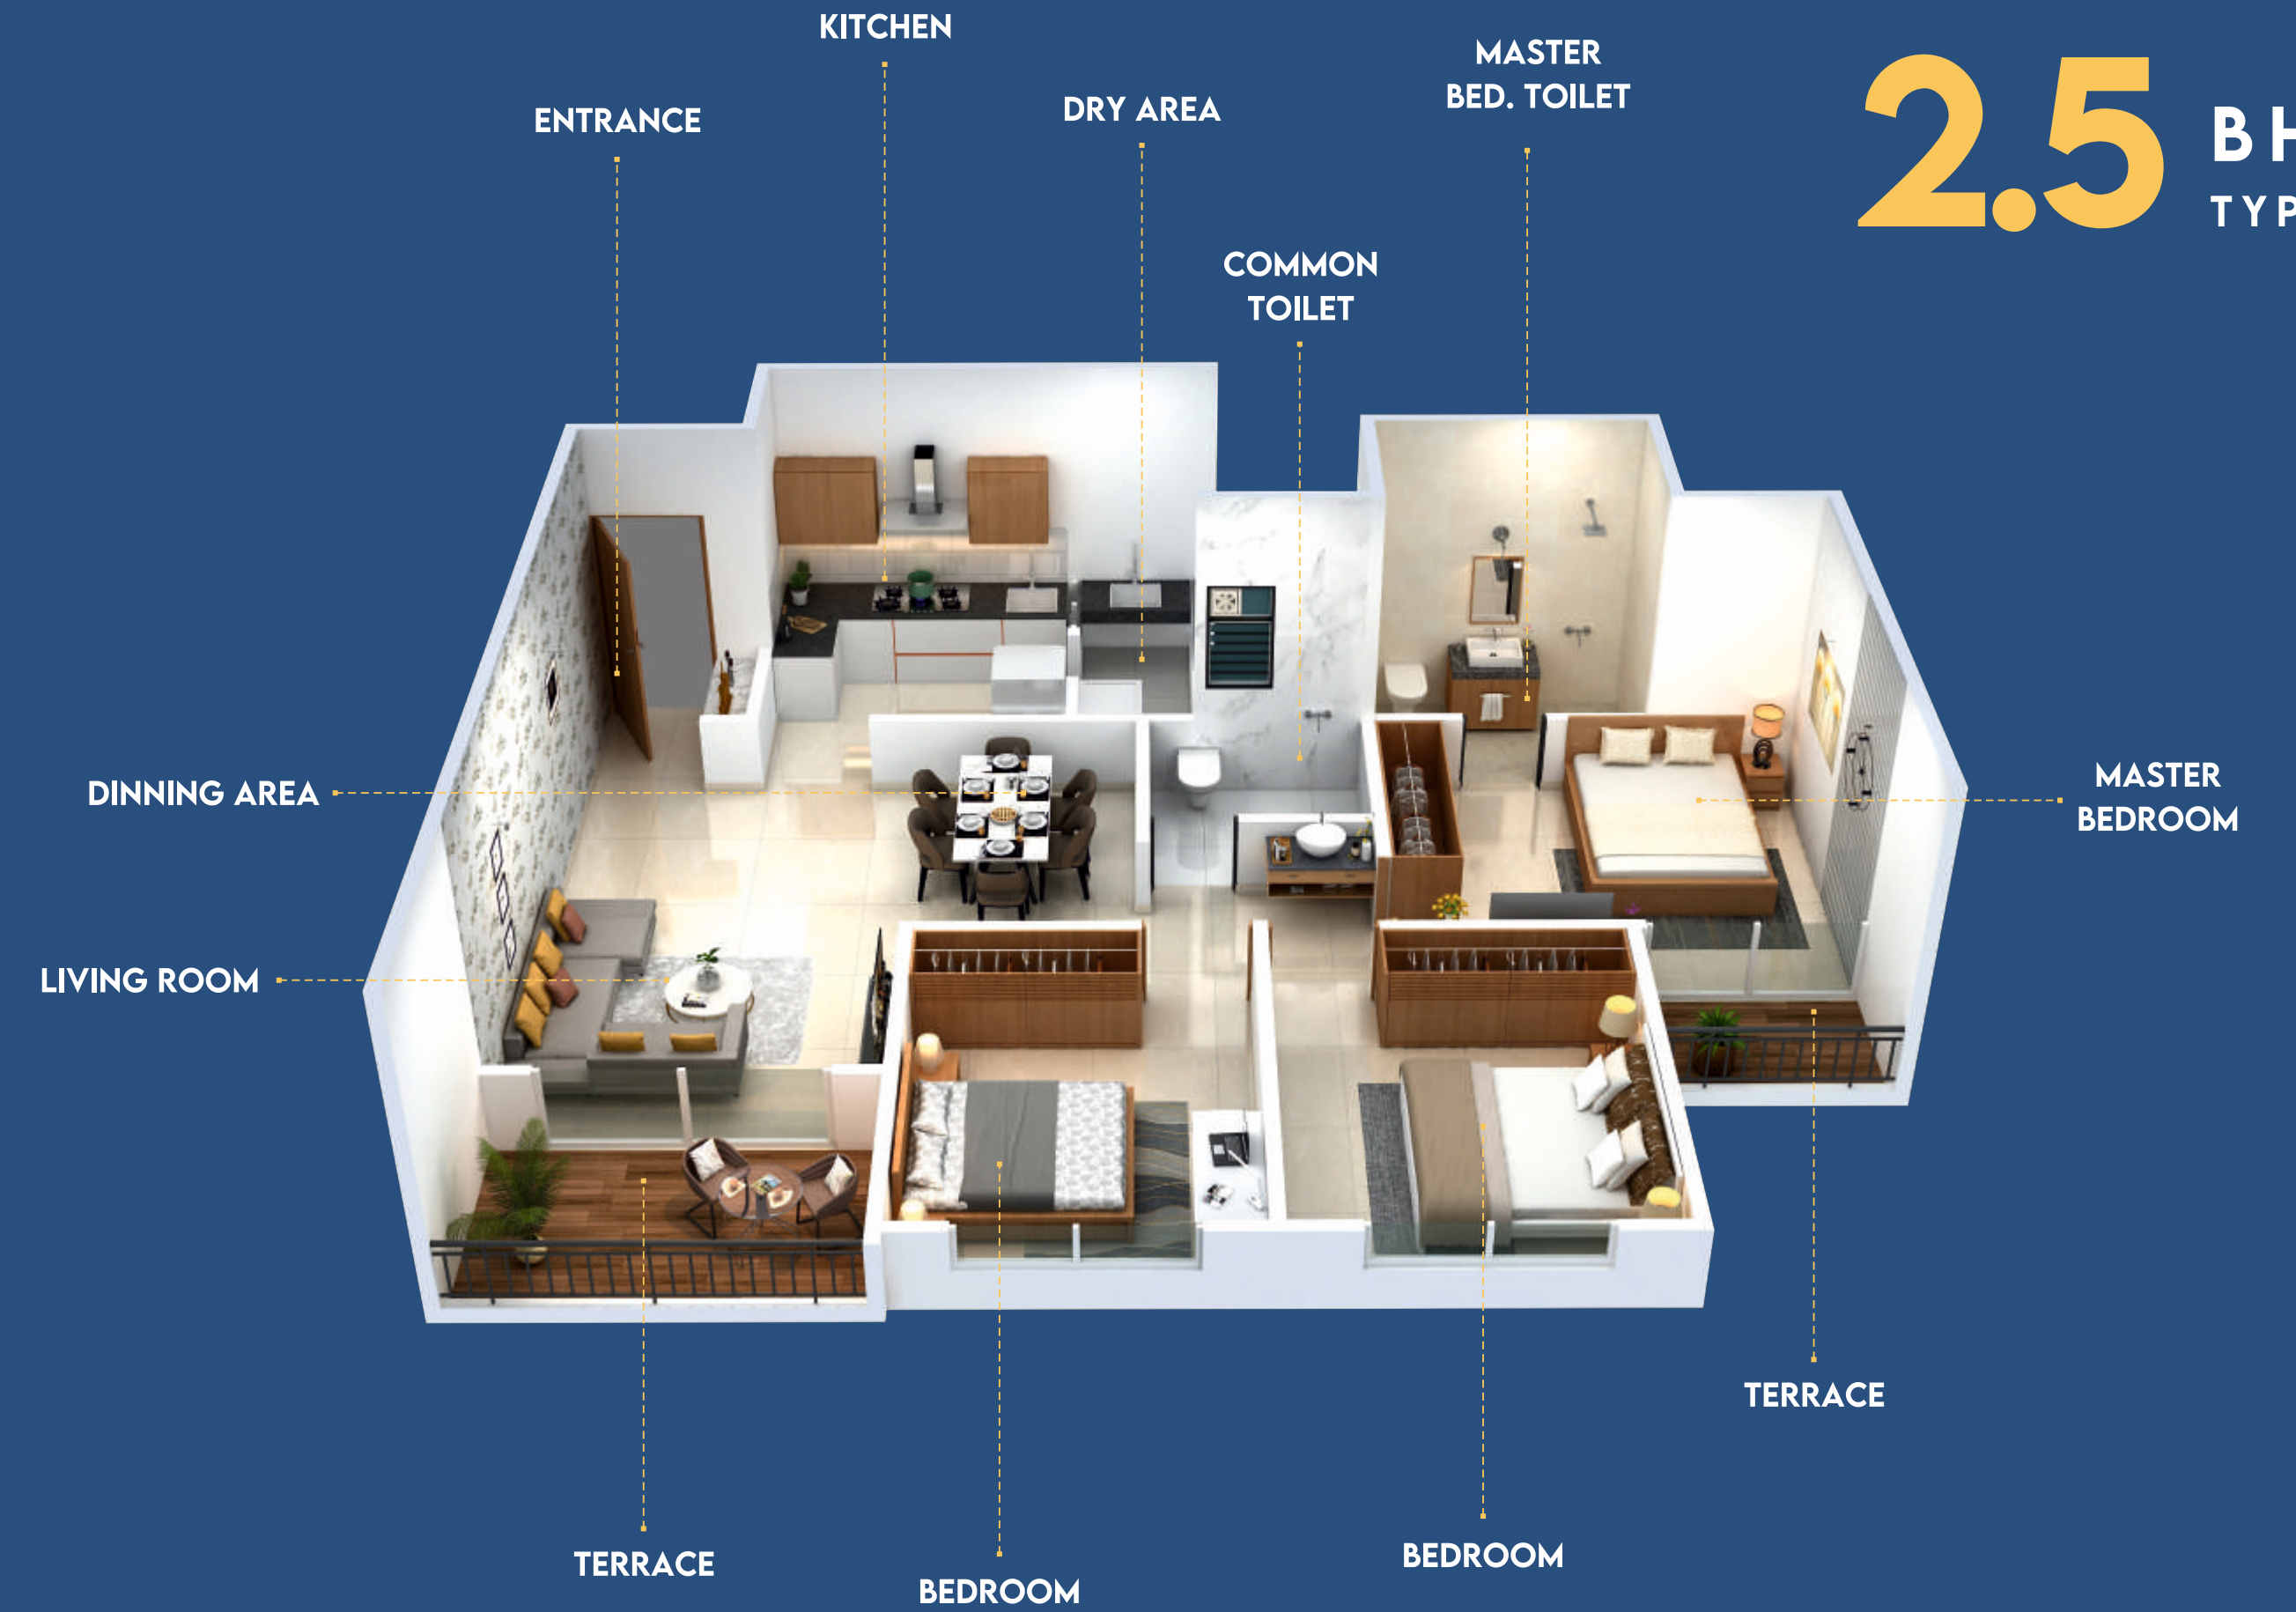 KITCHEN
MASTER
BED. TOILET
ENTRANCE
DRY AREA
2.5
COMMON
TOILET
DINNING AREA
MASTER
BEDROOM
LIVING ROOM
TERRACE
TERRACE
BEDROOM
BEDROOM